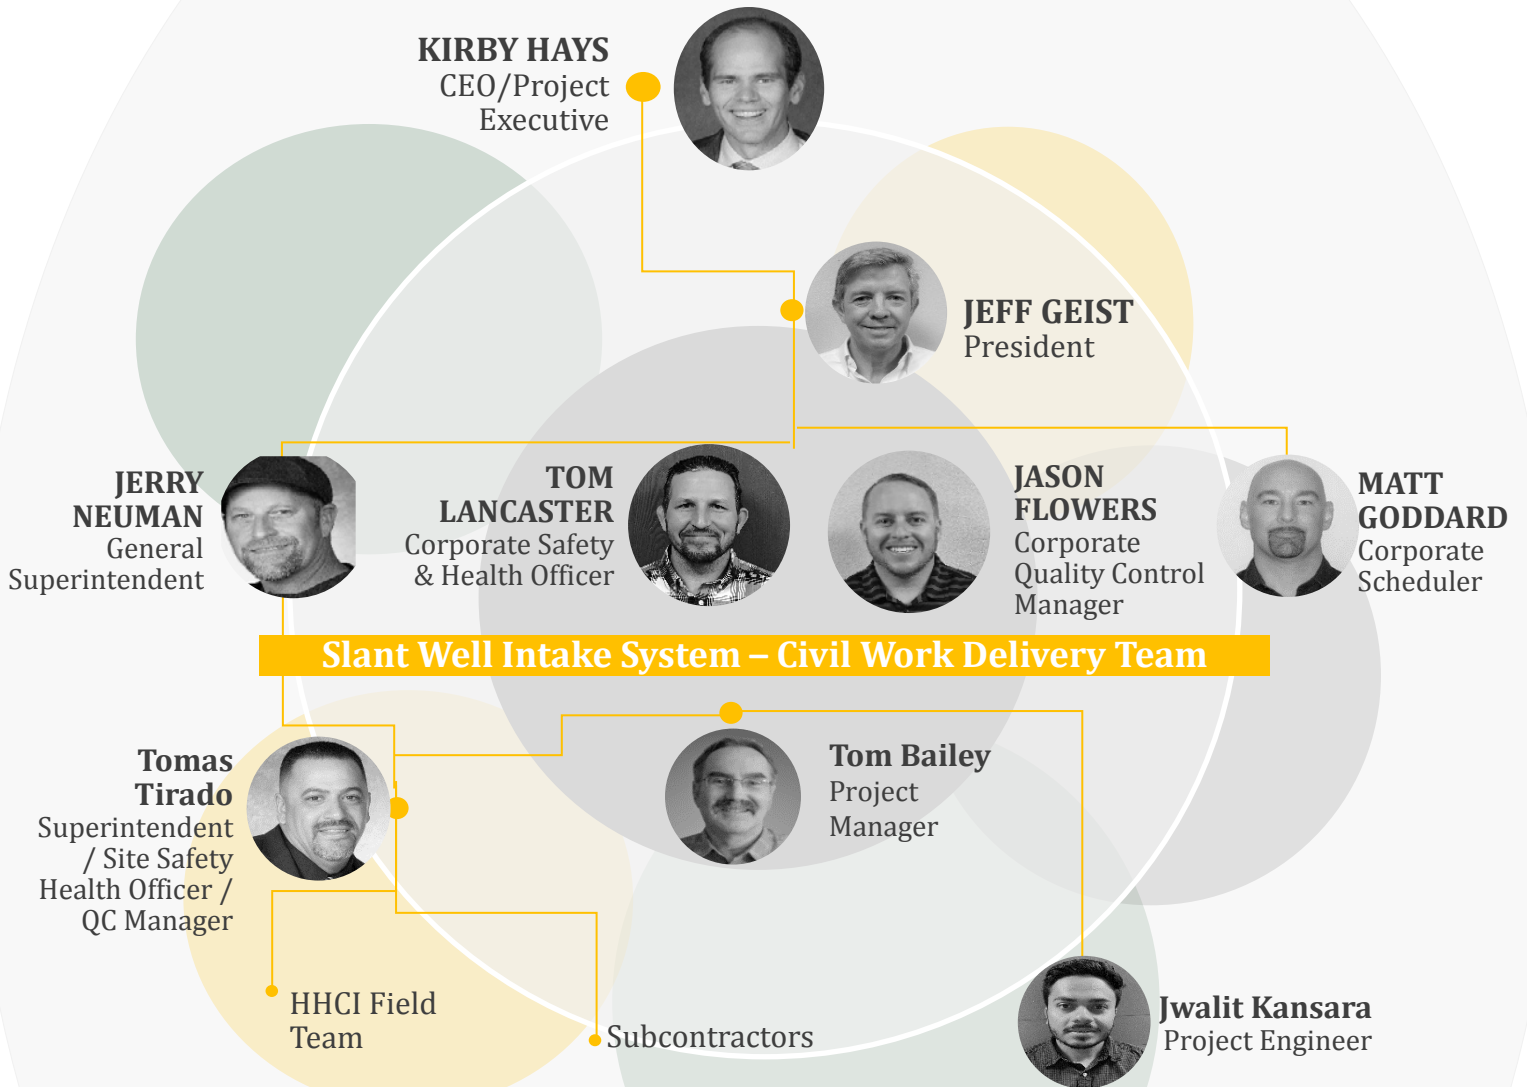 KIRBY HAYS
CEO/Project
Executive
JEFF GEIST
President
JERRY
NEUMAN
General
Superintendent
TOM
LANCASTER
Corporate Safety
& Health Officer
JASON
FLOWERS
Corporate
Quality Control
Manager
MATT
GODDARD
Corporate
Scheduler
Slant Well Intake System – Civil Work Delivery Team
Tomas
Tirado
Superintendent
/ Site Safety
Health Officer /
QC Manager
Tom Bailey
Project
Manager
HHCI Field
Team
Subcontractors
Jwalit Kansara
Project Engineer